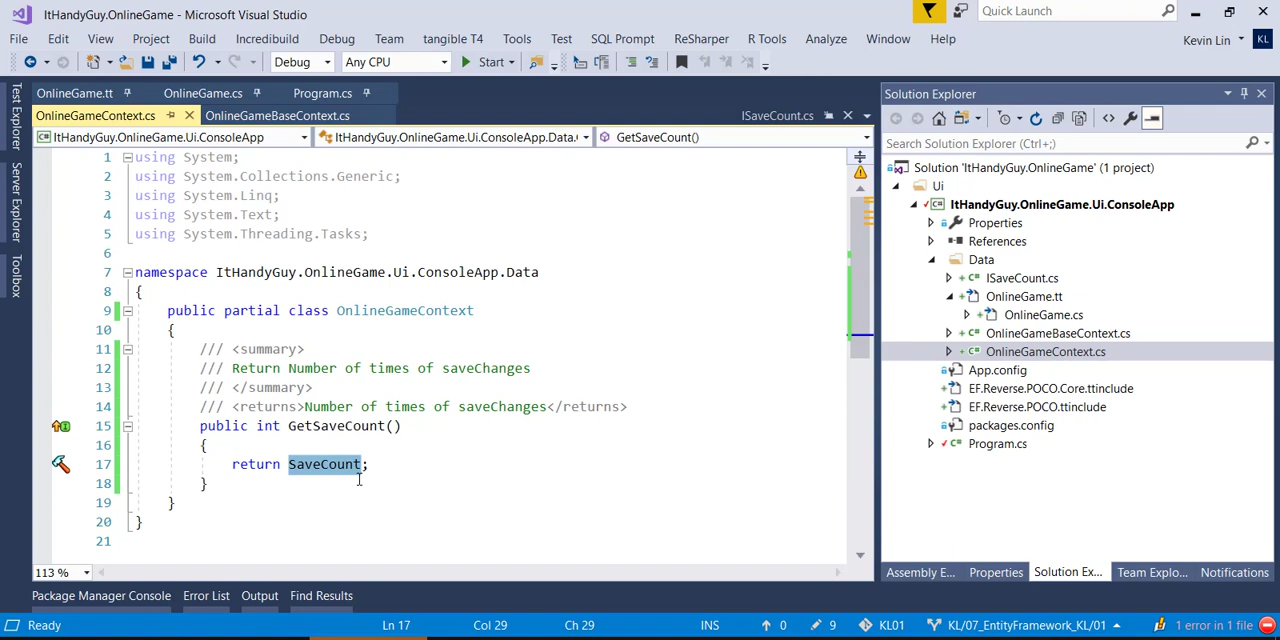 ItHandyGuy.OnlineGame - Microsoft Visual Studio
Quick Launch
File Edit View Project Build Incredibuild Debug Team tangible T4 Tools Test SQL Prompt ReSharper R Tools Analyze Window Help
Kevin Lin KL
Debug Any CPU Start
OnlineGame.tt OnlineGame.cs Program.cs
OnlineGameContext.cs OnlineGameBaseContext.cs ISaveCount.cs
ItHandyGuy.OnlineGame.Ui.ConsoleApp ItHandyGuy.OnlineGame.Ui.ConsoleApp.Data. GetSaveCount()
Test Explorer
Server Explorer
Toolbox
1 using System;
2 using System.Collections.Generic;
3 using System.Linq;
4 using System.Text;
5 using System.Threading.Tasks;
6
7 namespace ItHandyGuy.OnlineGame.Ui.ConsoleApp.Data
8 {
9 public partial class OnlineGameContext
10 {
11 /// <summary>
12 /// Return Number of times of saveChanges
13 /// </summary>
14 /// <returns>Number of times of saveChanges</returns>
15 public int GetSaveCount()
16 {
17 return SaveCount;
18 }
19 }
20 }
21
113 %
Solution Explorer
Search Solution Explorer (Ctrl+;)
Solution 'ItHandyGuy.OnlineGame' (1 project)
Ui
ItHandyGuy.OnlineGame.Ui.ConsoleApp
Properties
References
Data
ISaveCount.cs
OnlineGame.tt
OnlineGame.cs
OnlineGameBaseContext.cs
OnlineGameContext.cs
App.config
EF.Reverse.POCO.Core.ttinclude
EF.Reverse.POCO.ttinclude
packages.config
Program.cs
Assembly E... Properties Solution Ex... Team Explo... Notifications
Package Manager Console Error List Output Find Results
Ready Ln 17 Col 29 Ch 29 INS 0 9 KL01 KL/07_EntityFramework_KL/01 1 error in 1 file